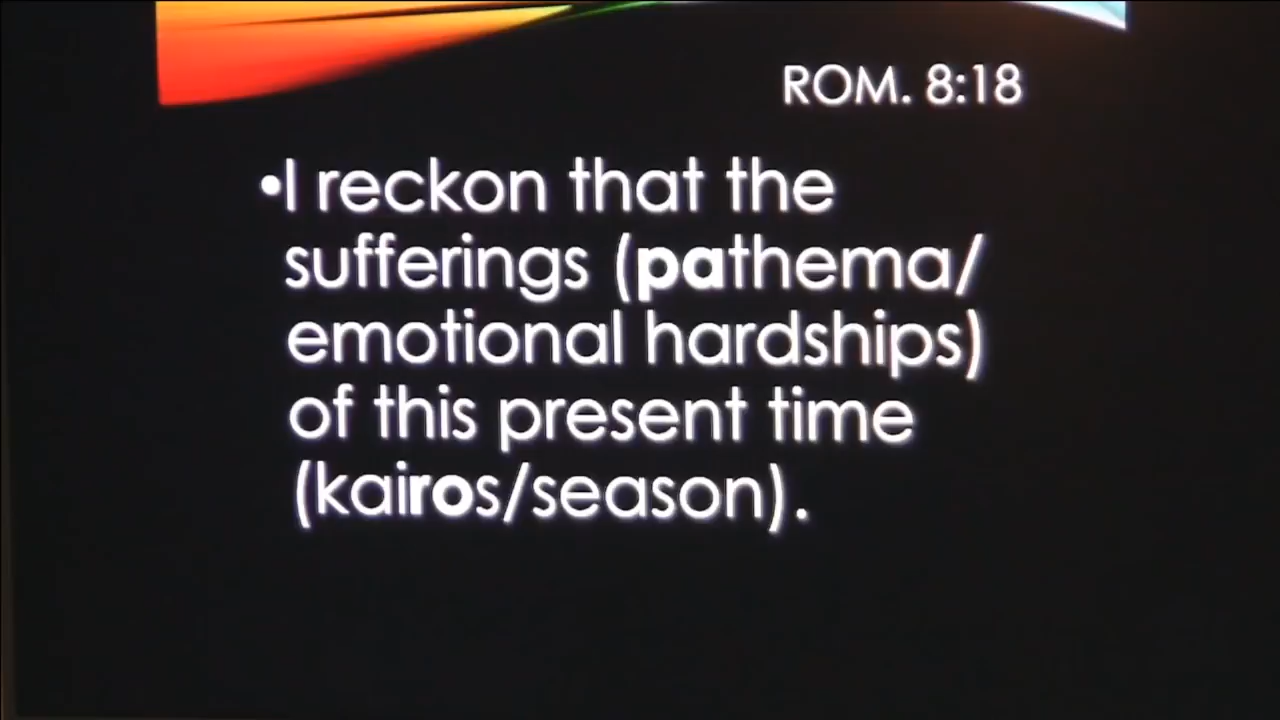 ROM. 8:18
•I reckon that the
sufferings (pathema/
emotional hardships)
of this present time
(kairos/season).